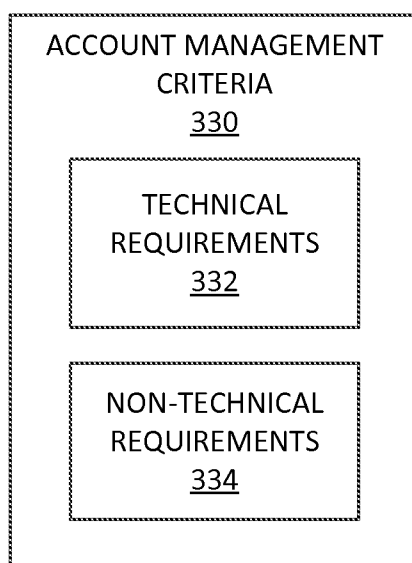 ACCOUNT MANAGEMENT
CRITERIA
330
TECHNICAL
REQUIREMENTS
332
NON-TECHNICAL
REQUIREMENTS
334